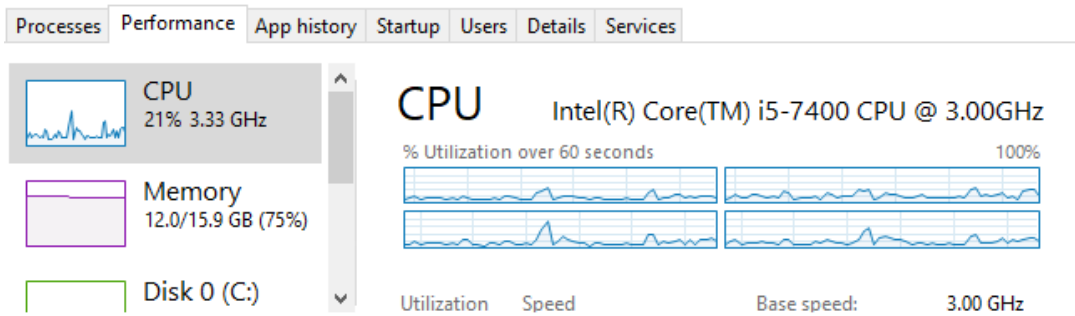 Processes Performance App history Startup Users Details Services
CPU
21% 3.33 GHz
Memory
12.0/15.9 GB (75%)
Disk 0 (C:)
CPU Intel(R) Core(TM) i5-7400 CPU @ 3.00GHz
% Utilization over 60 seconds 100%
Utilization Speed Base speed: 3.00 GHz